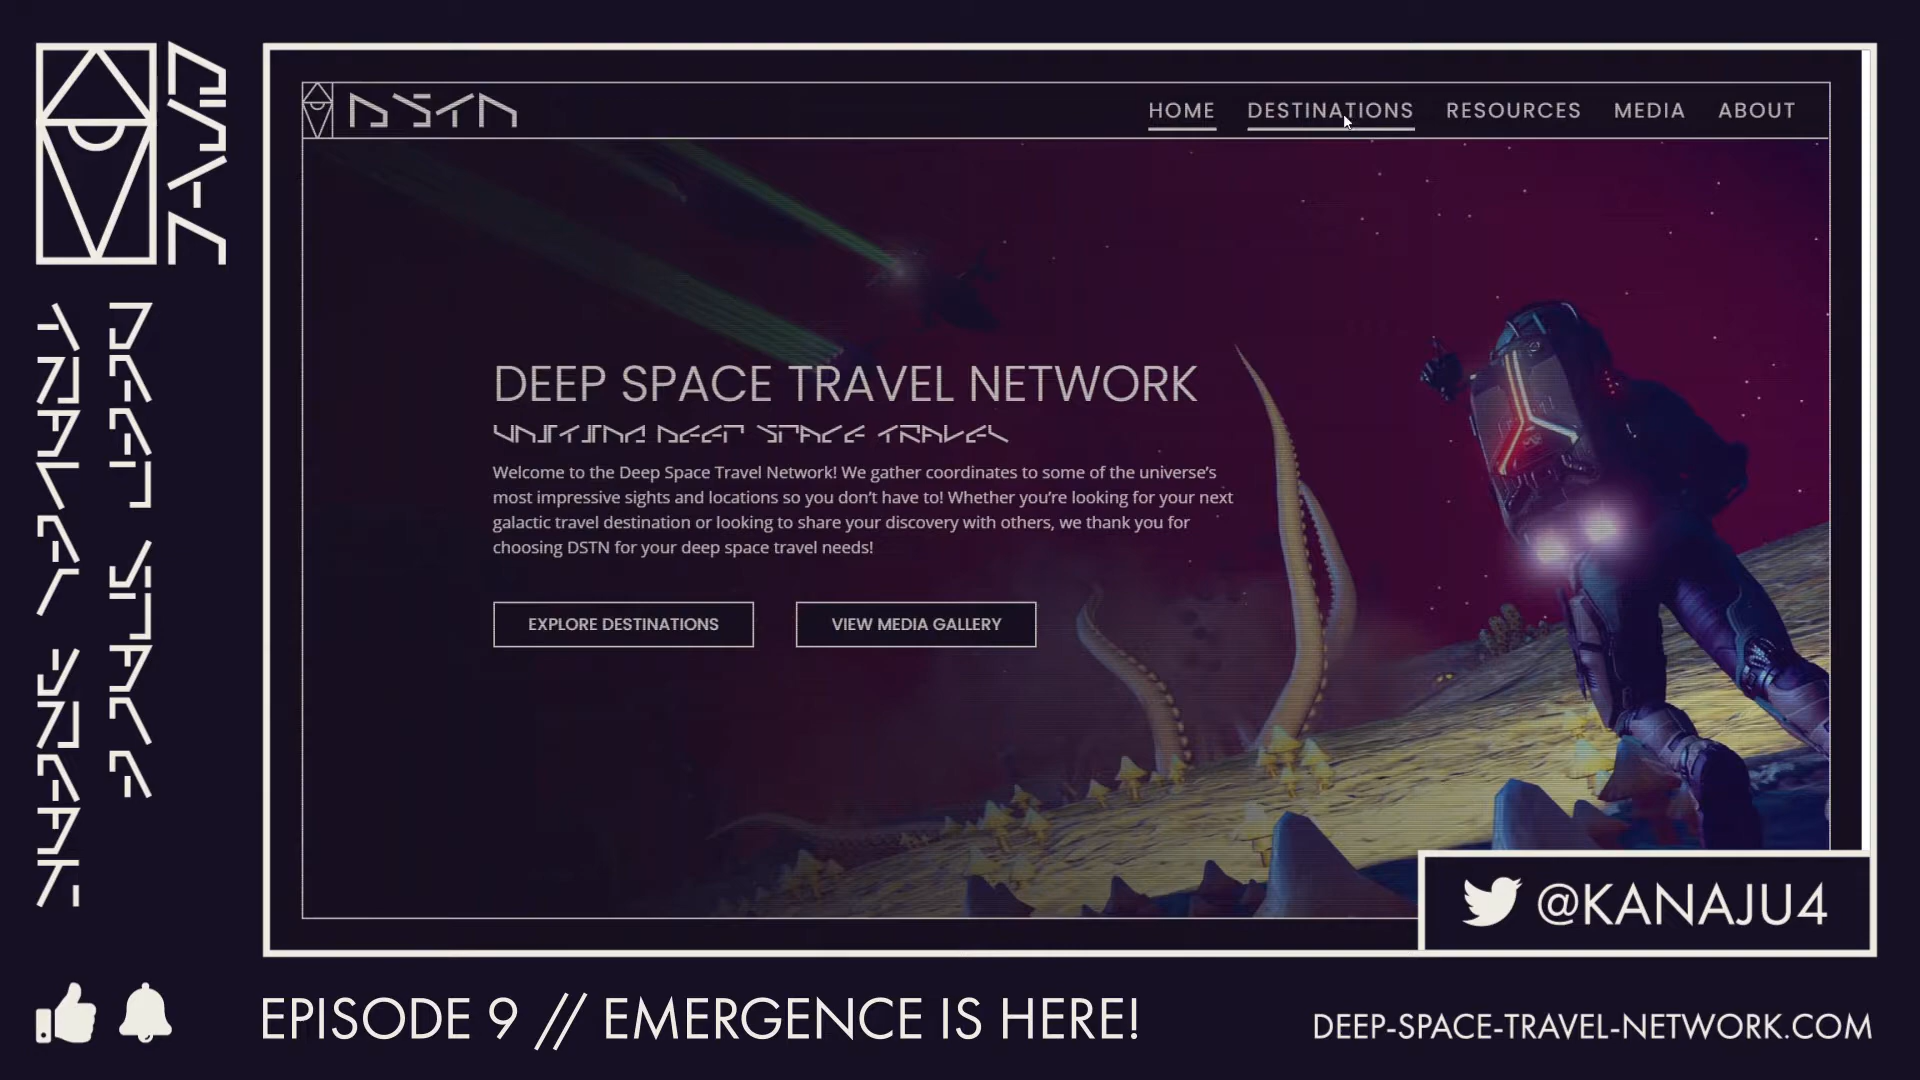 DSTN
HOME DESTINATIONS RESOURCES MEDIA ABOUT
DEEP SPACE TRAVEL NETWORK
Welcome to the Deep Space Travel Network! We gather coordinates to some of the universe’s
most impressive sights and locations so you don’t have to! Whether you’re looking for your next
galactic travel destination or looking to share your discovery with others, we thank you for
choosing DSTN for your deep space travel needs!
EXPLORE DESTINATIONS
VIEW MEDIA GALLERY
@KANAJU4
EPISODE 9 // EMERGENCE IS HERE!
DEEP-SPACE-TRAVEL-NETWORK.COM